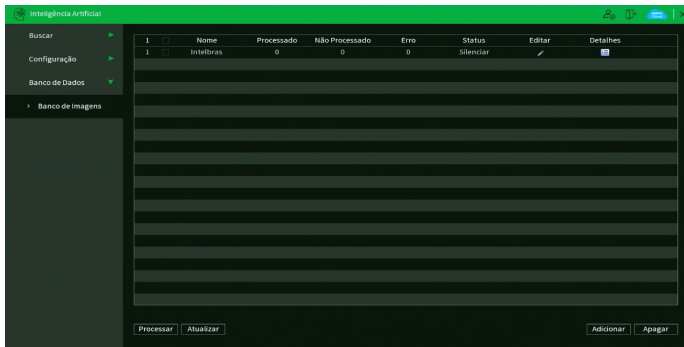 Inteligência Artificial
Buscar
Configuração
Banco de Dados
Banco de Imagens
1 Nome Processado Não Processado Erro Status Editar Detalhes
1 Intelbras 0 0 0 Silenciar
Processar Atualizar Adicionar Apagar